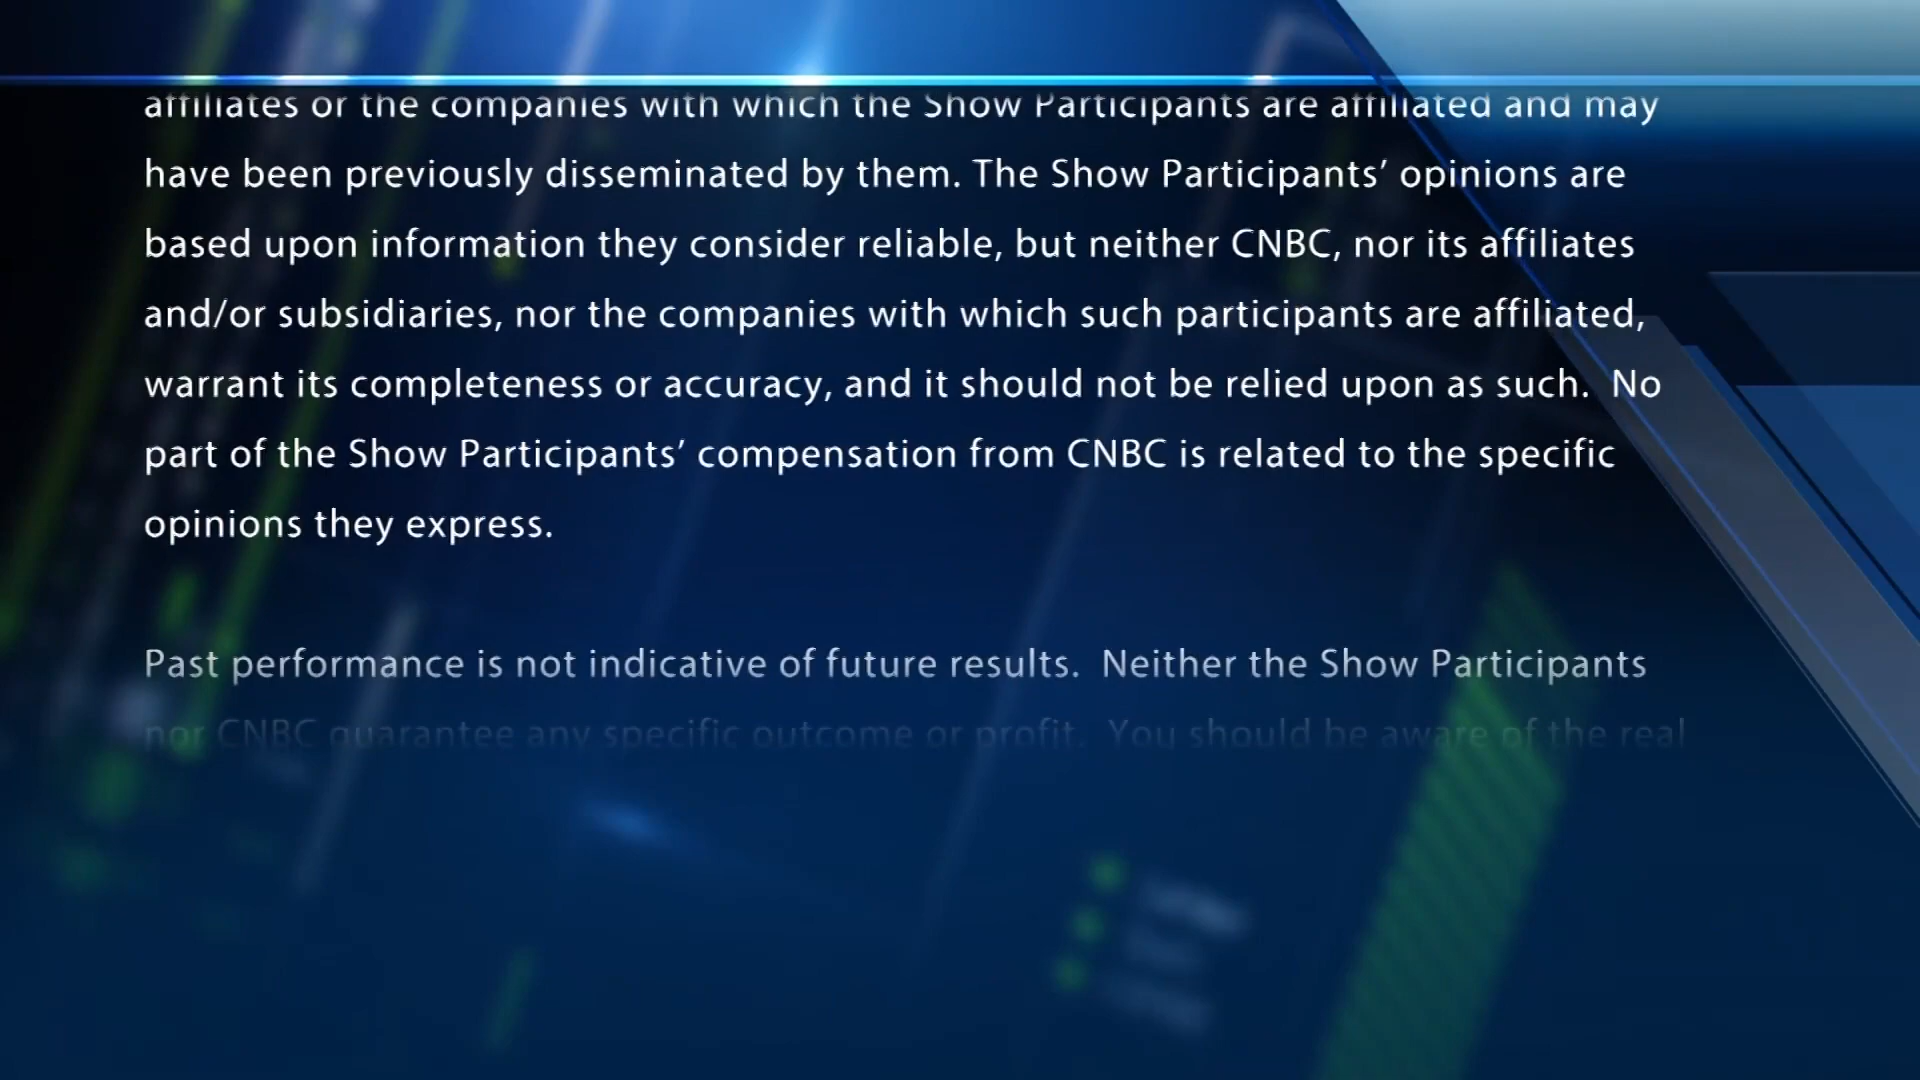 affiliates or the companies with which the Show Participants are affiliated and may
have been previously disseminated by them. The Show Participants’ opinions are
based upon information they consider reliable, but neither CNBC, nor its affiliates
and/or subsidiaries, nor the companies with which such participants are affiliated,
warrant its completeness or accuracy, and it should not be relied upon as such.  No
part of the Show Participants’ compensation from CNBC is related to the specific
opinions they express.
Past performance is not indicative of future results.  Neither the Show Participants
nor CNBC guarantee any specific outcome or profit.  You should be aware of the real